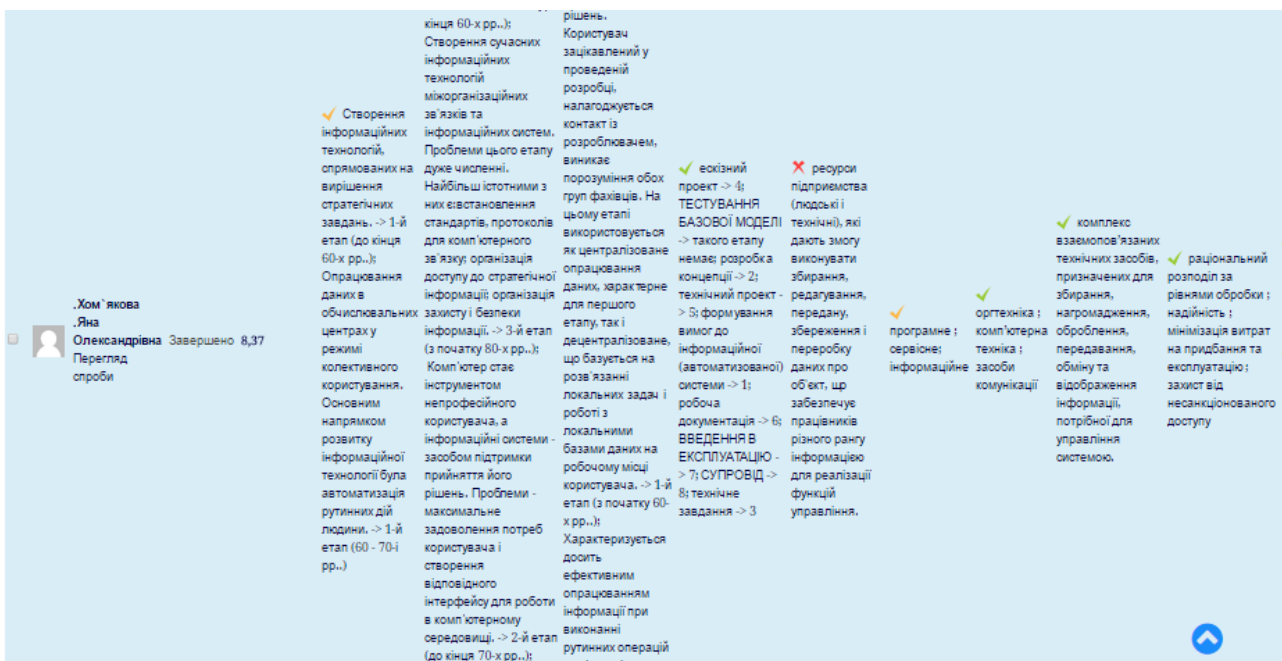 .Хом`якова
.Яна
Олександрівна Завершено 8,37
Перегляд
спроби
Створення
інформаційних
технологій,
спрямованих на
вирішення
стратегічних
завдань. -> 1-й
етап (до кінця
60-х рр..);
Опрацювання
даних в
обчислювальних
центрах у
режимі
колективного
користування.
Основним
напрямком
розвитку
інформаційної
технології була
автоматизація
рутинних дій
людини. -> 1-й
етап (60 - 70-і
рр..)
кінця 60-х рр..);
Створення сучасних
інформаційних
технологій
міжорганізаційних
зв'язків та
інформаційних систем.
Проблеми цього етапу
дуже численні.
Найбільш істотними з
них є:встановлення
стандартів, протоколів
для комп'ютерного
зв'язку; організація
доступу до стратегічної
інформації; організація
захисту і безпеки
інформації. -> 3-й етап
(з початку 80-х рр..);
Комп'ютер стає
інструментом
непрофесійного
користувача, а
інформаційні системи -
засобом підтримки
прийняття його
рішень. Проблеми -
максимальне
задоволення потреб
користувача і
створення
відповідного
інтерфейсу для роботи
в комп'ютерному
середовищі. -> 2-й етап
(до кінця 70-х рр..);
рішень.
Користувач
зацікавлений у
проведеній
розробці,
налагоджується
контакт із
розроблювачем,
виникає
порозуміння обох
груп фахівців. На
цьому етапі
використовується
як централізоване
опрацювання
даних, характерне
для першого
етапу, так і
децентралізоване,
що базується на
розв'язанні
локальних задач і
роботі з
локальними
базами даних на
робочому місці
користувача. -> 1-й
етап (з початку 60-
х рр..);
Характеризується
досить
ефективним
опрацюванням
інформації при
виконанні
рутинних операцій
ескізний
проект -> 4;
ТЕСТУВАННЯ
БАЗОВОЇ МОДЕЛІ
-> такого етапу
немає; розробка
концепції -> 2;
технічний проект -
> 5; формування
вимог до
інформаційної
(автоматизованої)
системи -> 1;
робоча
документація -> 6;
ВВЕДЕННЯ В
ЕКСПЛУАТАЦІЮ -
> 7; СУПРОВІД ->
8; технічне
завдання -> 3
ресурси
підприємства
(людські і
технічні), які
дають змогу
виконувати
збирання,
редагування,
передачу,
збереження і
переробку
даних про
об'єкт, що
забезпечує
працівників
різного рангу
інформацією
для реалізації
функцій
управління.
програмне ;
сервісне;
інформаційне
оргтехніка ;
комп'ютерна
техніка ;
засоби
комунікації
комплекс
взаємопов'язаних
технічних засобів,
призначених для
збирання,
нагромадження,
оброблення,
передавання,
обміну та
відображення
інформації,
потрібної для
управління
системою.
раціональний
розподіл за
рівнями обробки ;
надійність ;
мінімізація витрат
на придбання та
експлуатацію ;
захист від
несанкціонованого
доступу